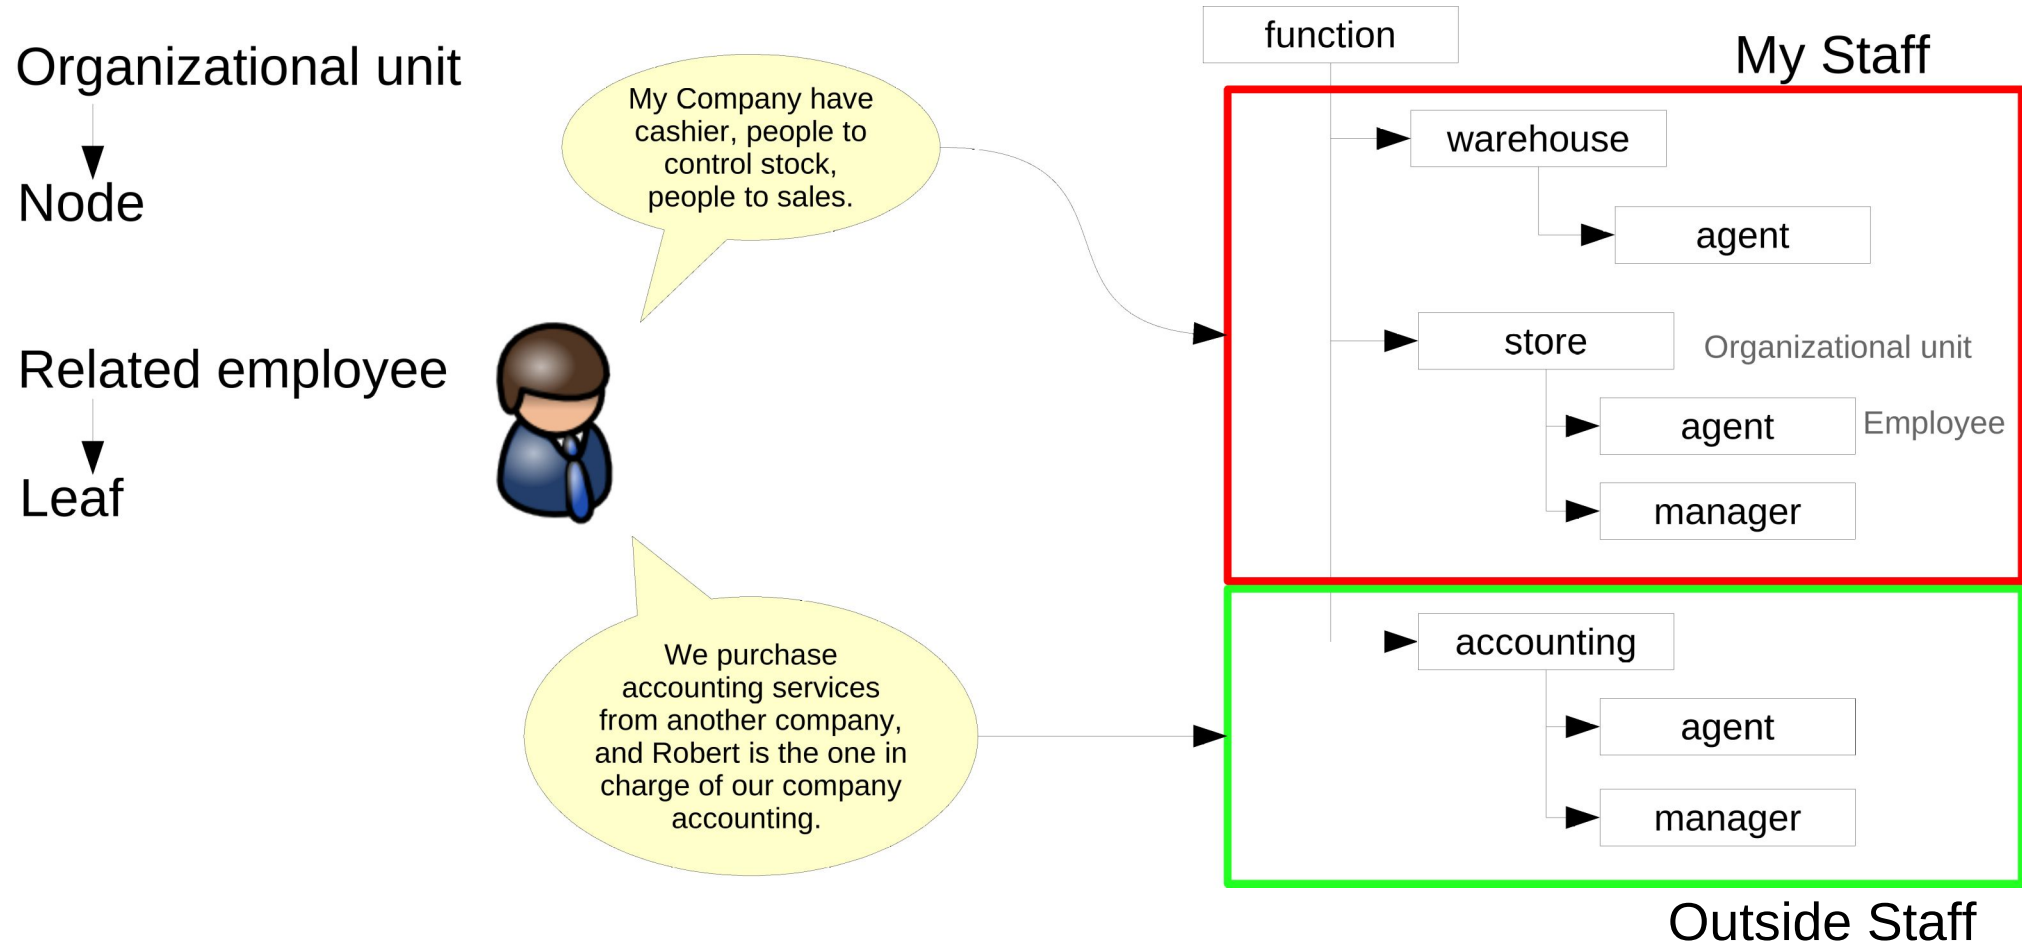 Organizational unit
Node
Related employee
Leaf
My Company have
cashier, people to
control stock,
people to sales.
We purchase
accounting services
from another company,
and Robert is the one in
charge of our company
accounting.
function
My Staff
warehouse
agent
store
Organizational unit
agent
Employee
manager
accounting
agent
manager
Outside Staff